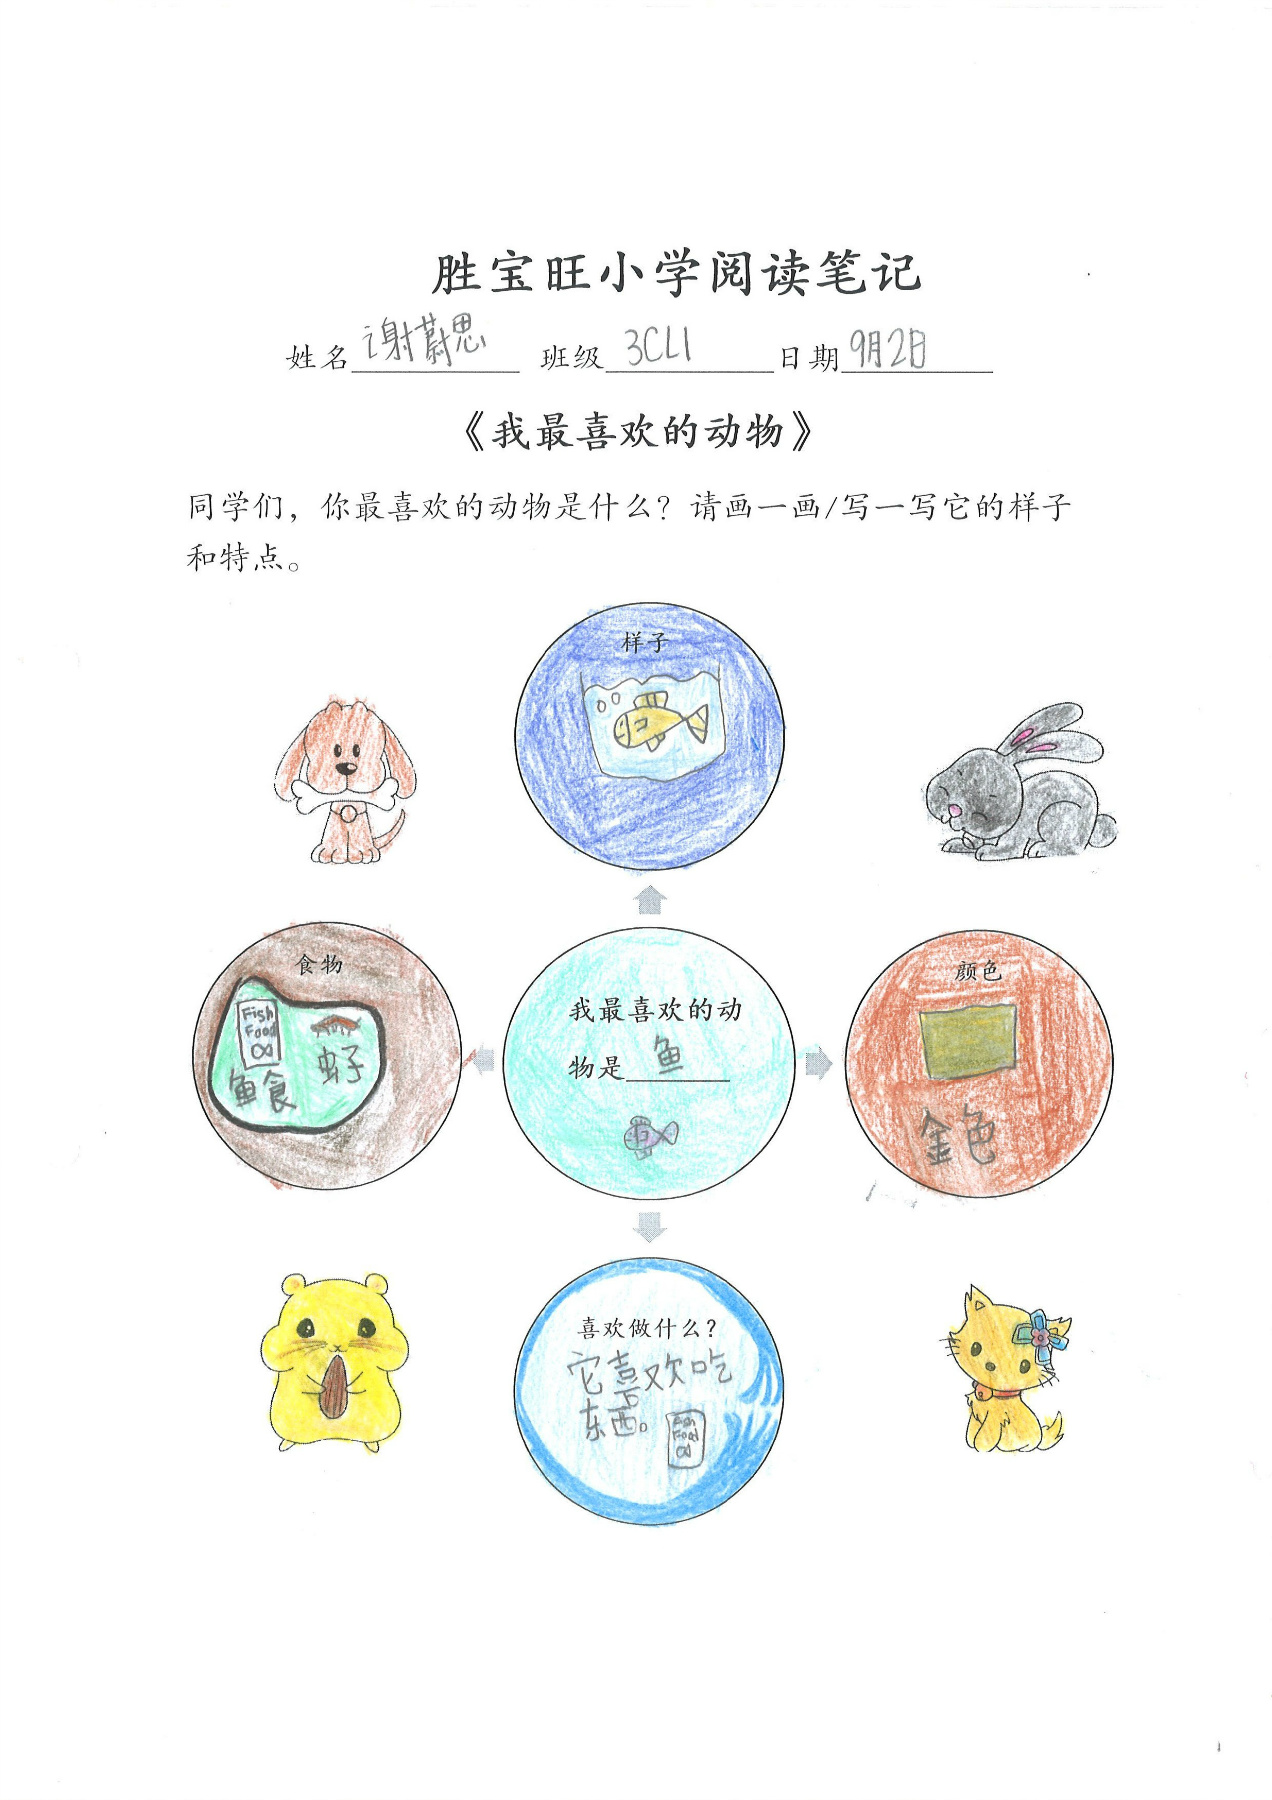 胜宝旺小学阅读笔记
姓名 谢蔚思 班级 3CL1 日期 9月2日
《我最喜欢的动物》
同学们，你最喜欢的动物是什么？请画一画/写一写它的样子
和特点。
样子
食物
Fish
Food
鱼食
虾子
我最喜欢的动
物是 鱼
颜色
金色
喜欢做什么？
它喜欢吃
东西。
Fish
Food